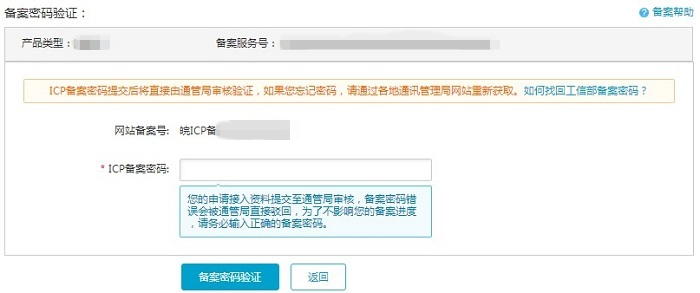 备案密码验证：
备案帮助
产品类型：
备案服务号：
ICP备案密码提交后将直接由通管局审核验证，如果您忘记密码，请通过各地通讯管理局网站重新获取。如何找回工信部备案密码？
网站备案号: 皖ICP备
* ICP备案密码:
您的申请接入资料提交至通管局审核，备案密码错
误会被通管局直接驳回，为了不影响您的备案进度
，请务必输入正确的备案密码。
备案密码验证
返回